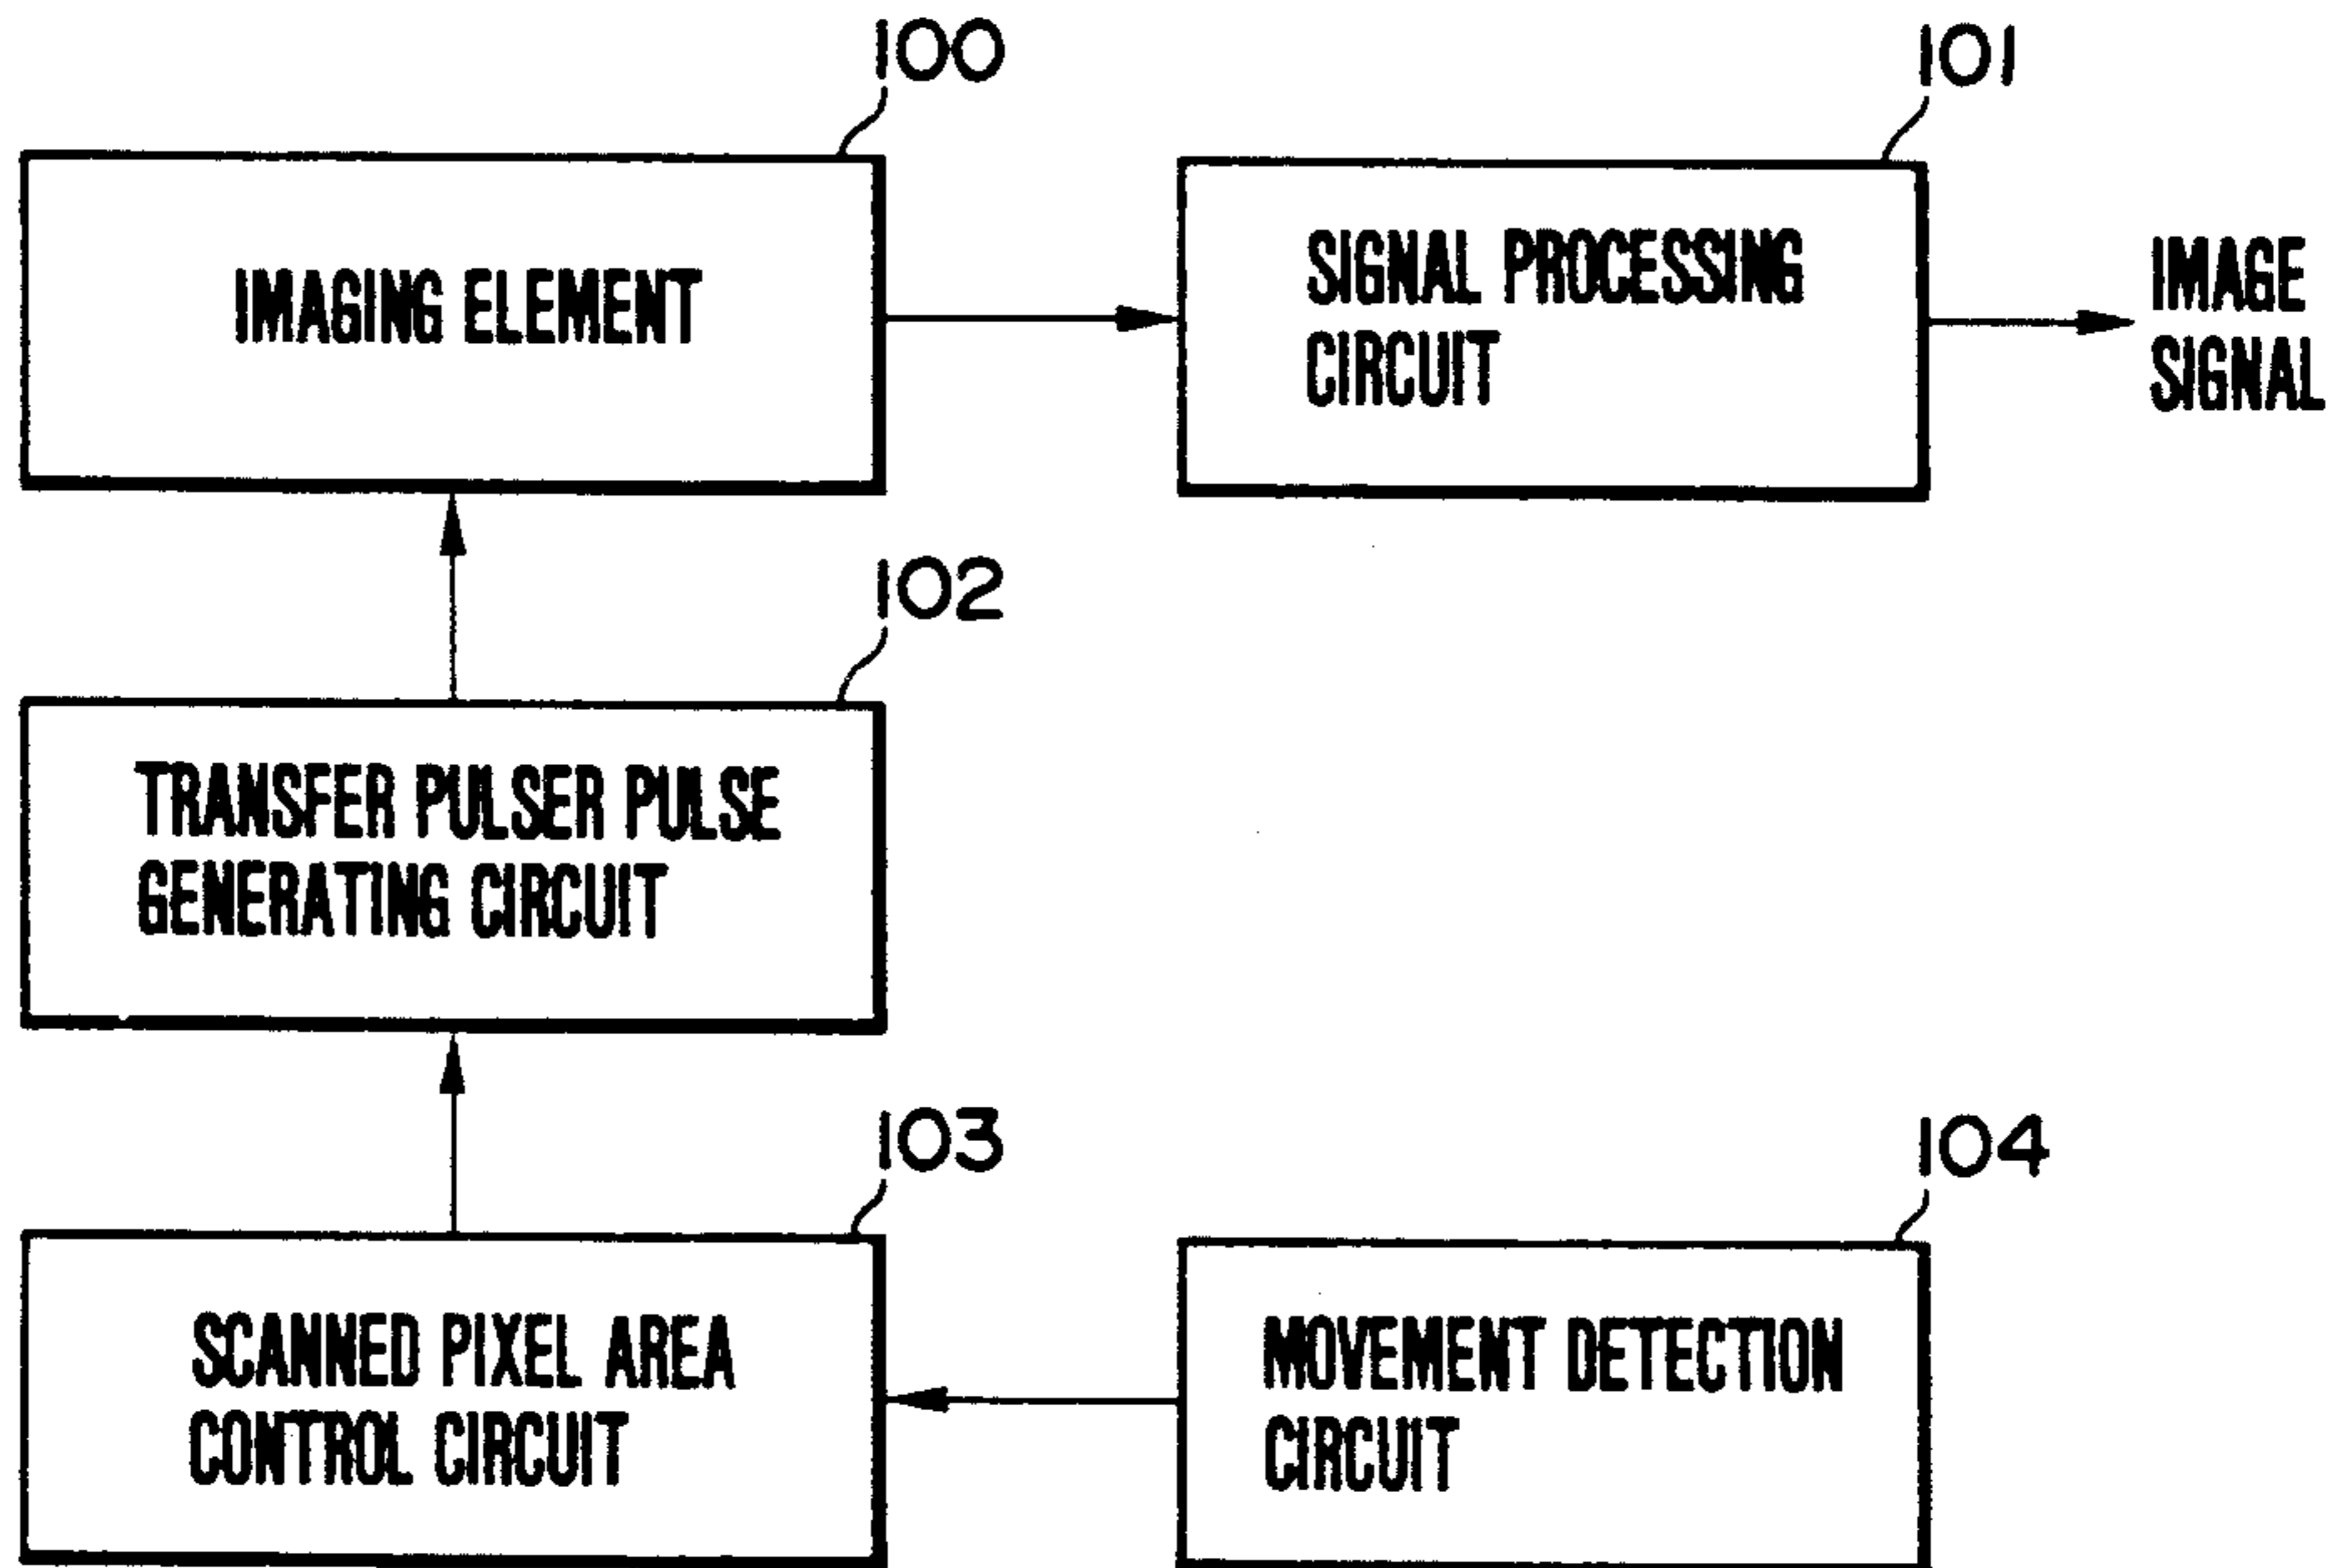 100
101
IMAGING ELEMENT
SIGNAL PROCESSING
CIRCUIT
IMAGE
SIGNAL
102
TRANSFER PULSER PULSE
GENERATING CIRCUIT
103
104
SCANNED PIXEL AREA
CONTROL CIRCUIT
MOVEMENT DETECTION
CIRCUIT